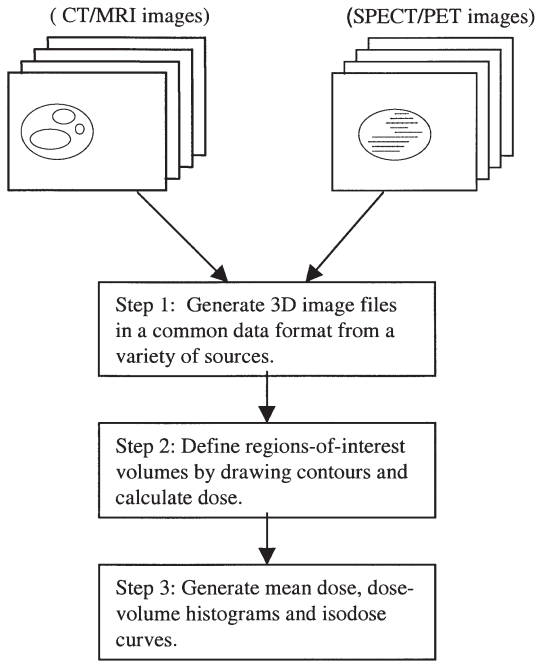 ( CT/MRI images)
(SPECT/PET images)
Step 1:  Generate 3D image files
in a common data format from a
variety of sources.
Step 2: Define regions-of-interest
volumes by drawing contours and
calculate dose.
Step 3: Generate mean dose, dose-
volume histograms and isodose
curves.